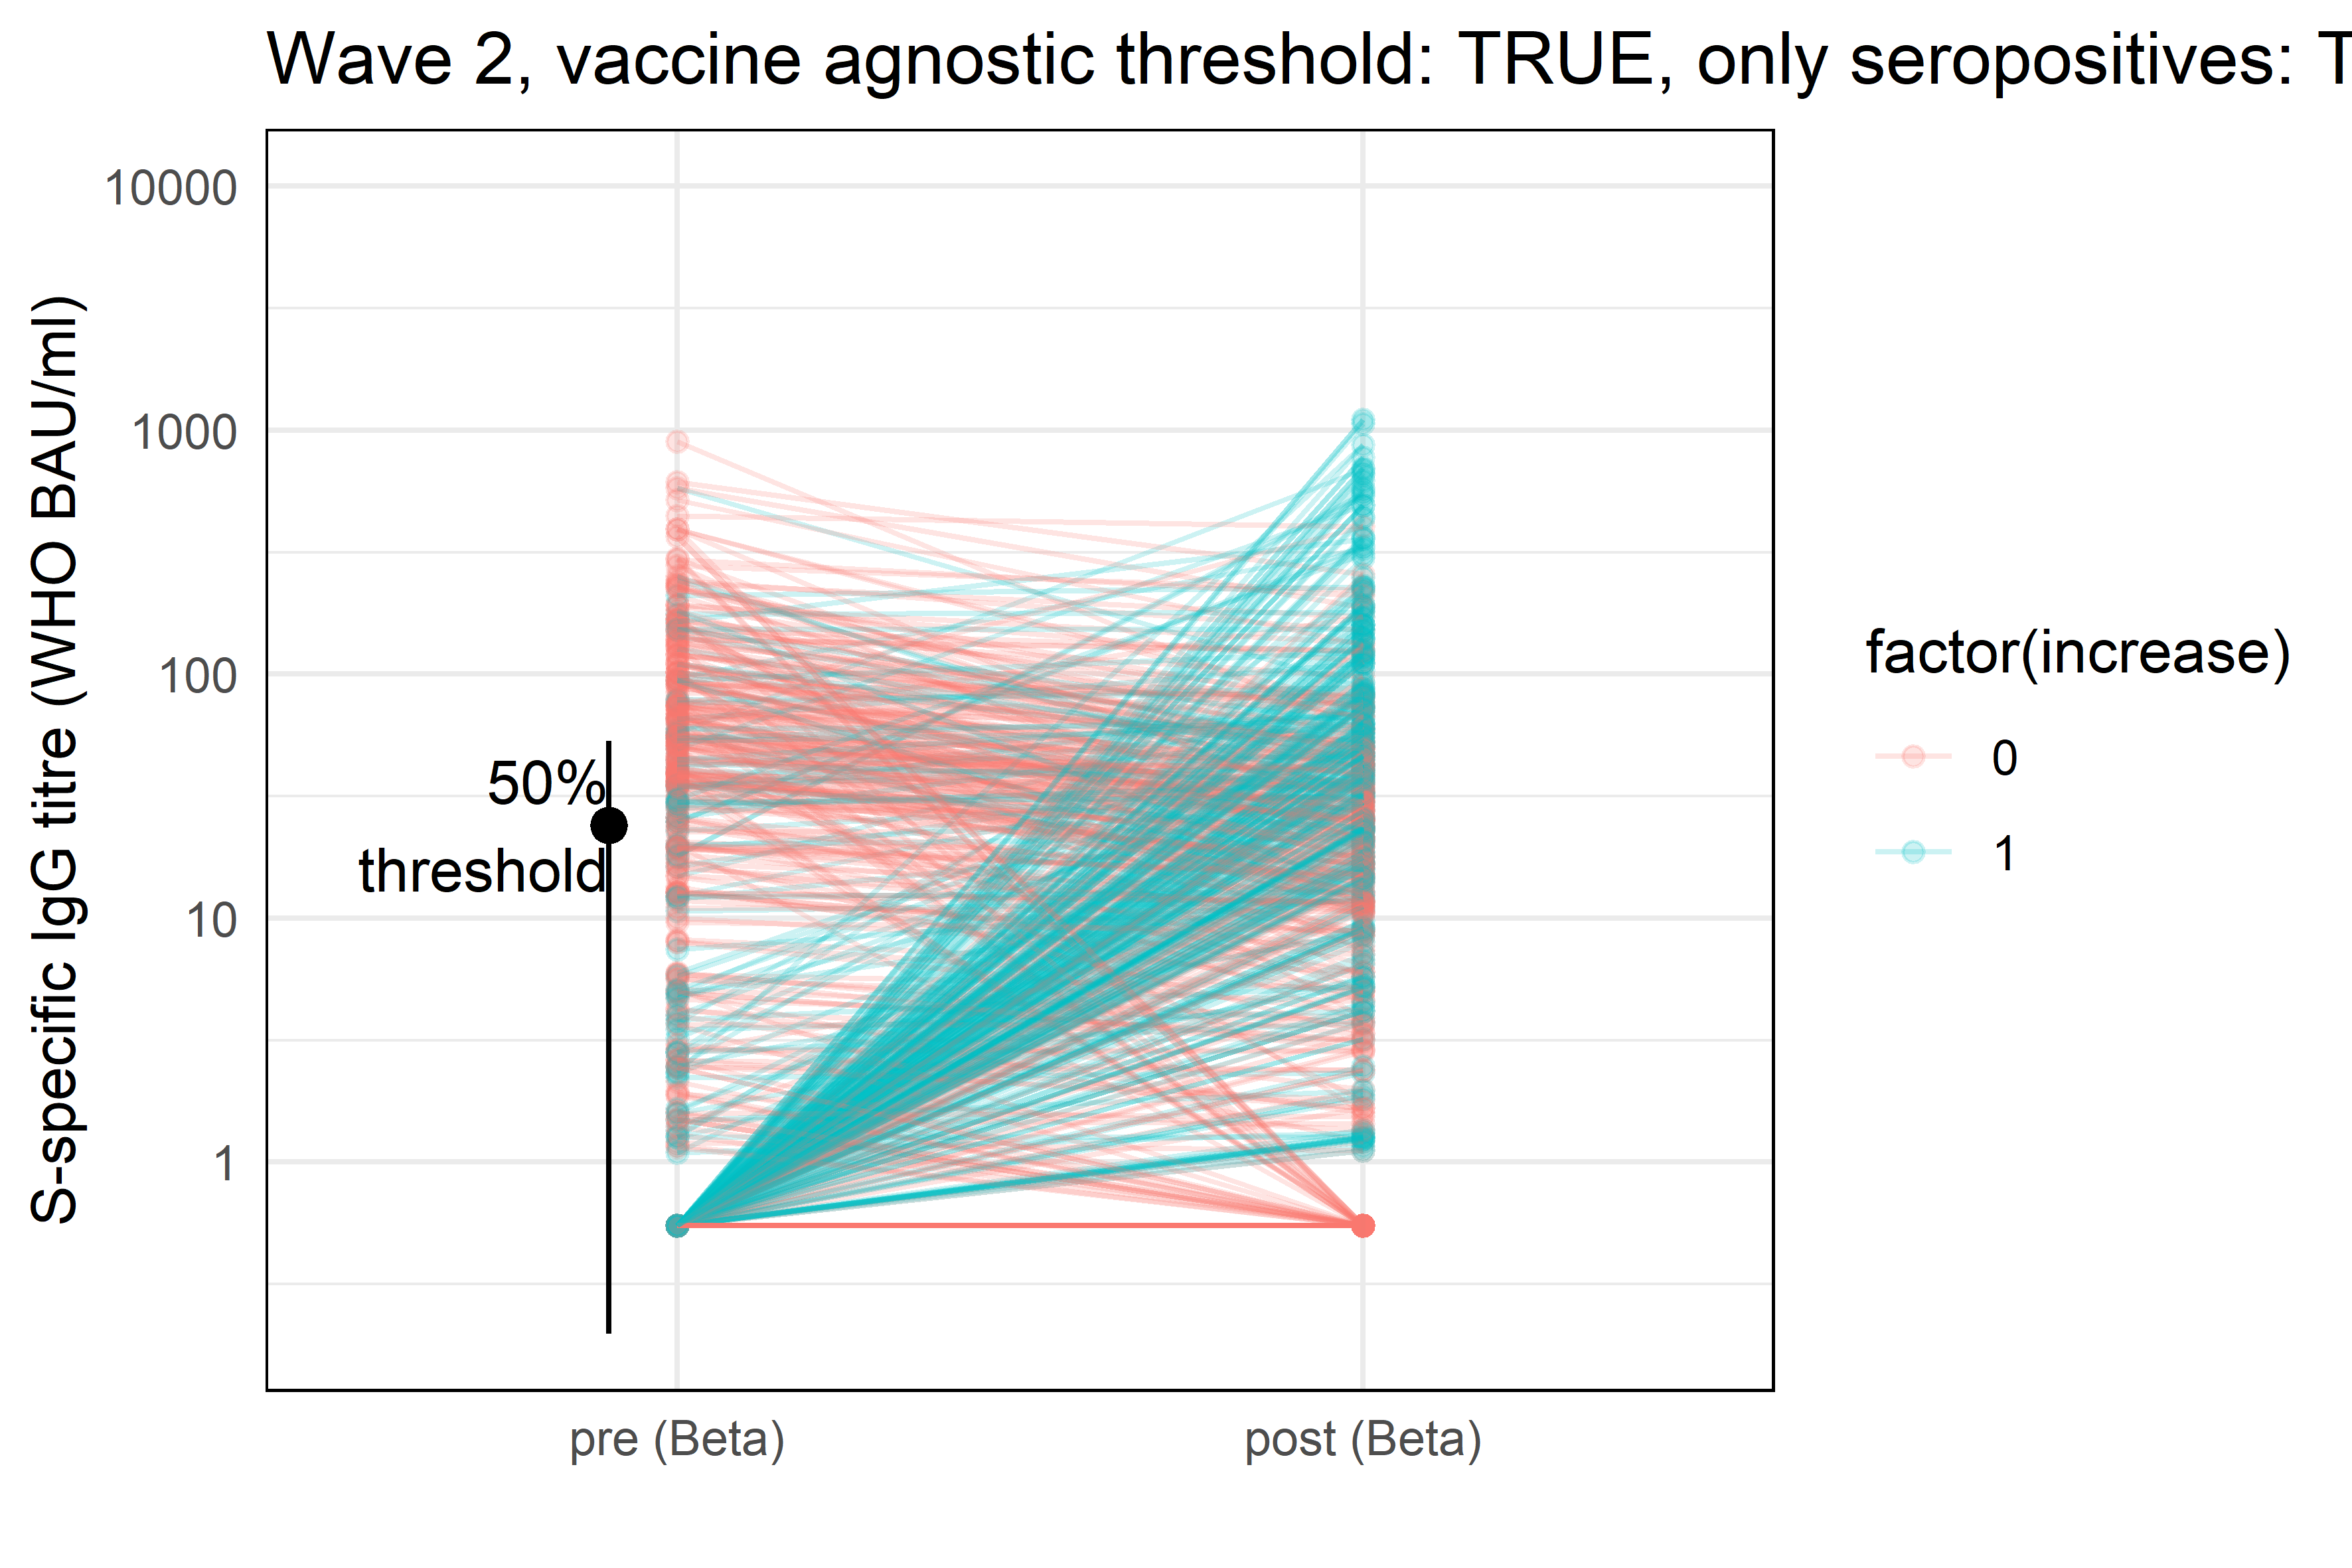 Wave 2, vaccine agnostic threshold: TRUE, only seropositives: T
S-specific IgG titre (WHO BAU/ml)
10000
1000
100
10
1
50%
threshold
pre (Beta)
post (Beta)
factor(increase)
0
1